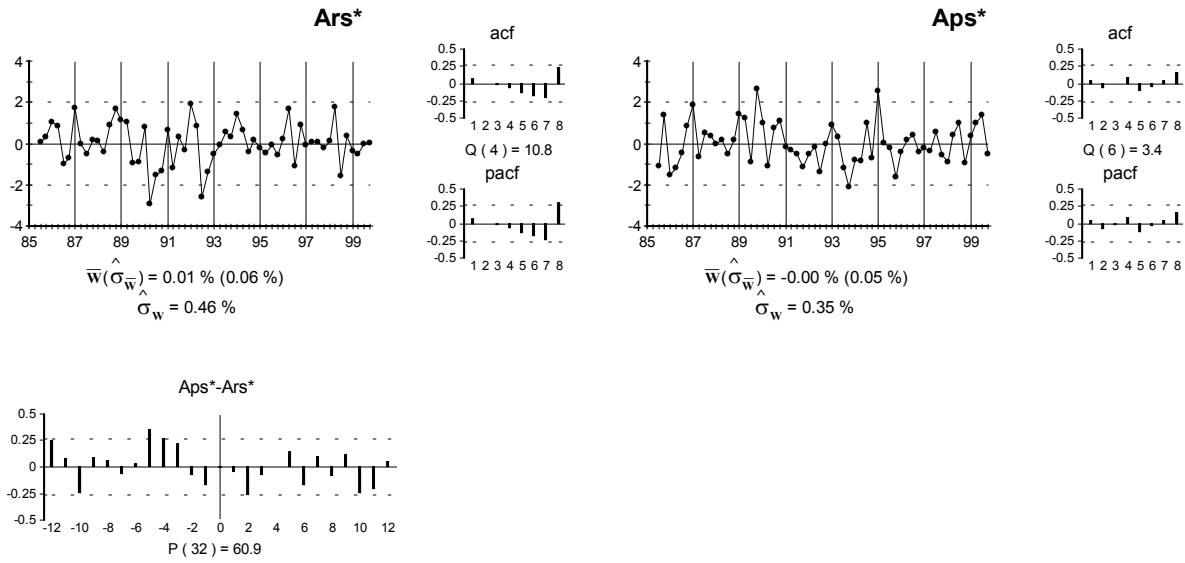 Ars*
4
2
0
-2
-4
85 87 89 91 93 95 97 99
w̅(σ̂w̅) = 0.01 % (0.06 %)
σ̂w = 0.46 %
acf
0.5
0.25
0
-0.25
-0.5
1 2 3 4 5 6 7 8
Q ( 4 ) = 10.8
pacf
0.5
0.25
0
-0.25
-0.5
1 2 3 4 5 6 7 8
Aps*
4
2
0
-2
-4
85 87 89 91 93 95 97 99
w̅(σ̂w̅) = -0.00 % (0.05 %)
σ̂w = 0.35 %
acf
0.5
0.25
0
-0.25
-0.5
1 2 3 4 5 6 7 8
Q ( 6 ) = 3.4
pacf
0.5
0.25
0
-0.25
-0.5
1 2 3 4 5 6 7 8
Aps*-Ars*
0.5
0.25
0
-0.25
-0.5
-12 -10 -8 -6 -4 -2 0 2 4 6 8 10 12
P ( 32 ) = 60.9